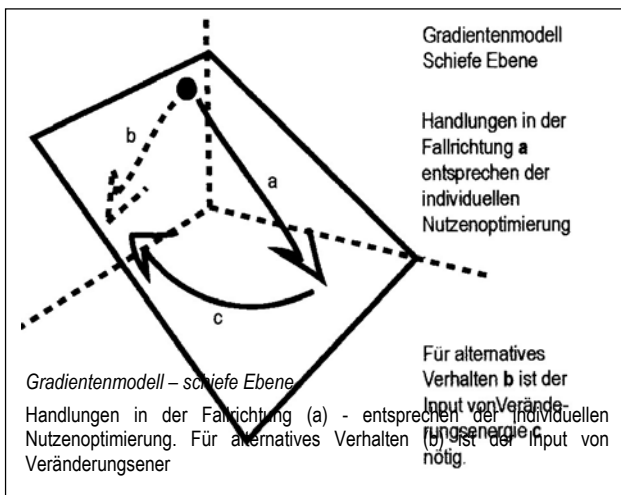 Gradientenmodell
Schiefe Ebene
Handlungen in der
Fallrichtung a
entsprechen der
individuellen
Nutzenoptimierung
b
a
c
Für alternatives
Verhalten b ist der
Input vonVerände-
rungsenergie c
nötig.
Gradientenmodell – schiefe Ebene
Handlungen in der Fallrichtung (a) - entsprechen der individuellen
Nutzenoptimierung. Für alternatives Verhalten (b) ist der Input von
Veränderungsener